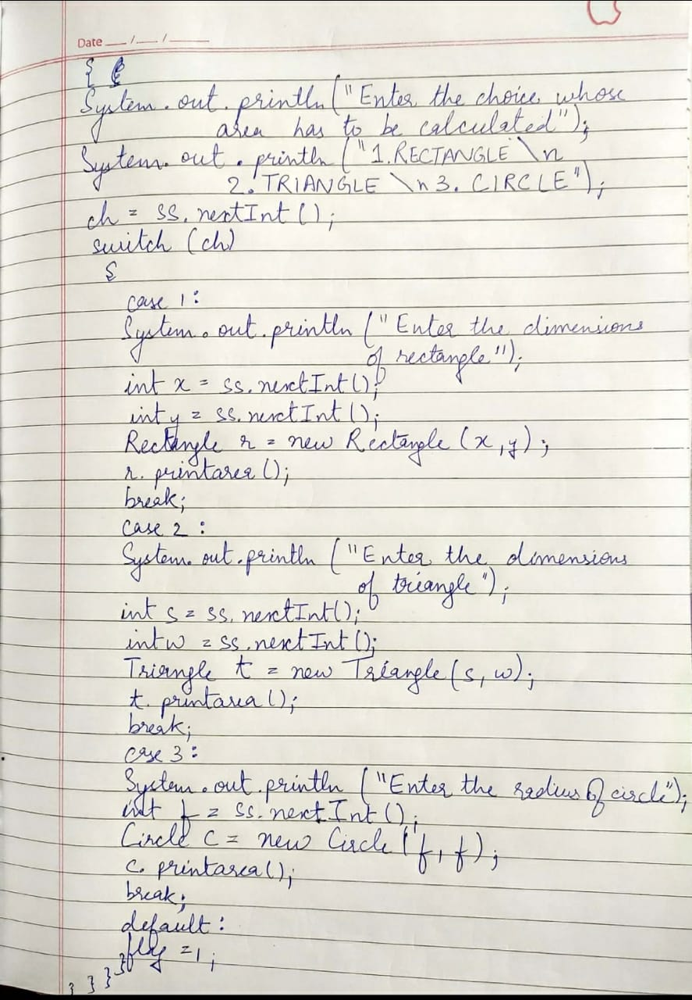 Date __/__/____
{
System.out.println("Enter the choice whose
area has to be calculated");
System.out.println("1.RECTANGLE \n
2.TRIANGLE \n3. CIRCLE");
ch = ss.nextInt();
switch (ch)
{
case 1:
System.out.println("Enter the dimensions
of rectangle");
int x = ss.nextInt();
int y = ss.nextInt();
Rectangle r = new Rectangle (x,y);
r.printarea();
break;
case 2:
System.out.println("Enter the dimensions
of triangle");
int s = ss.nextInt();
int w = ss.nextInt();
Triangle t = new Triangle(s, w);
t.printarea();
break;
case 3:
System.out.println("Enter the radius of circle");
int f = ss.nextInt();
Circle c = new Circle(f, f);
c.printarea();
break;
default:
flag =1;
} } } }